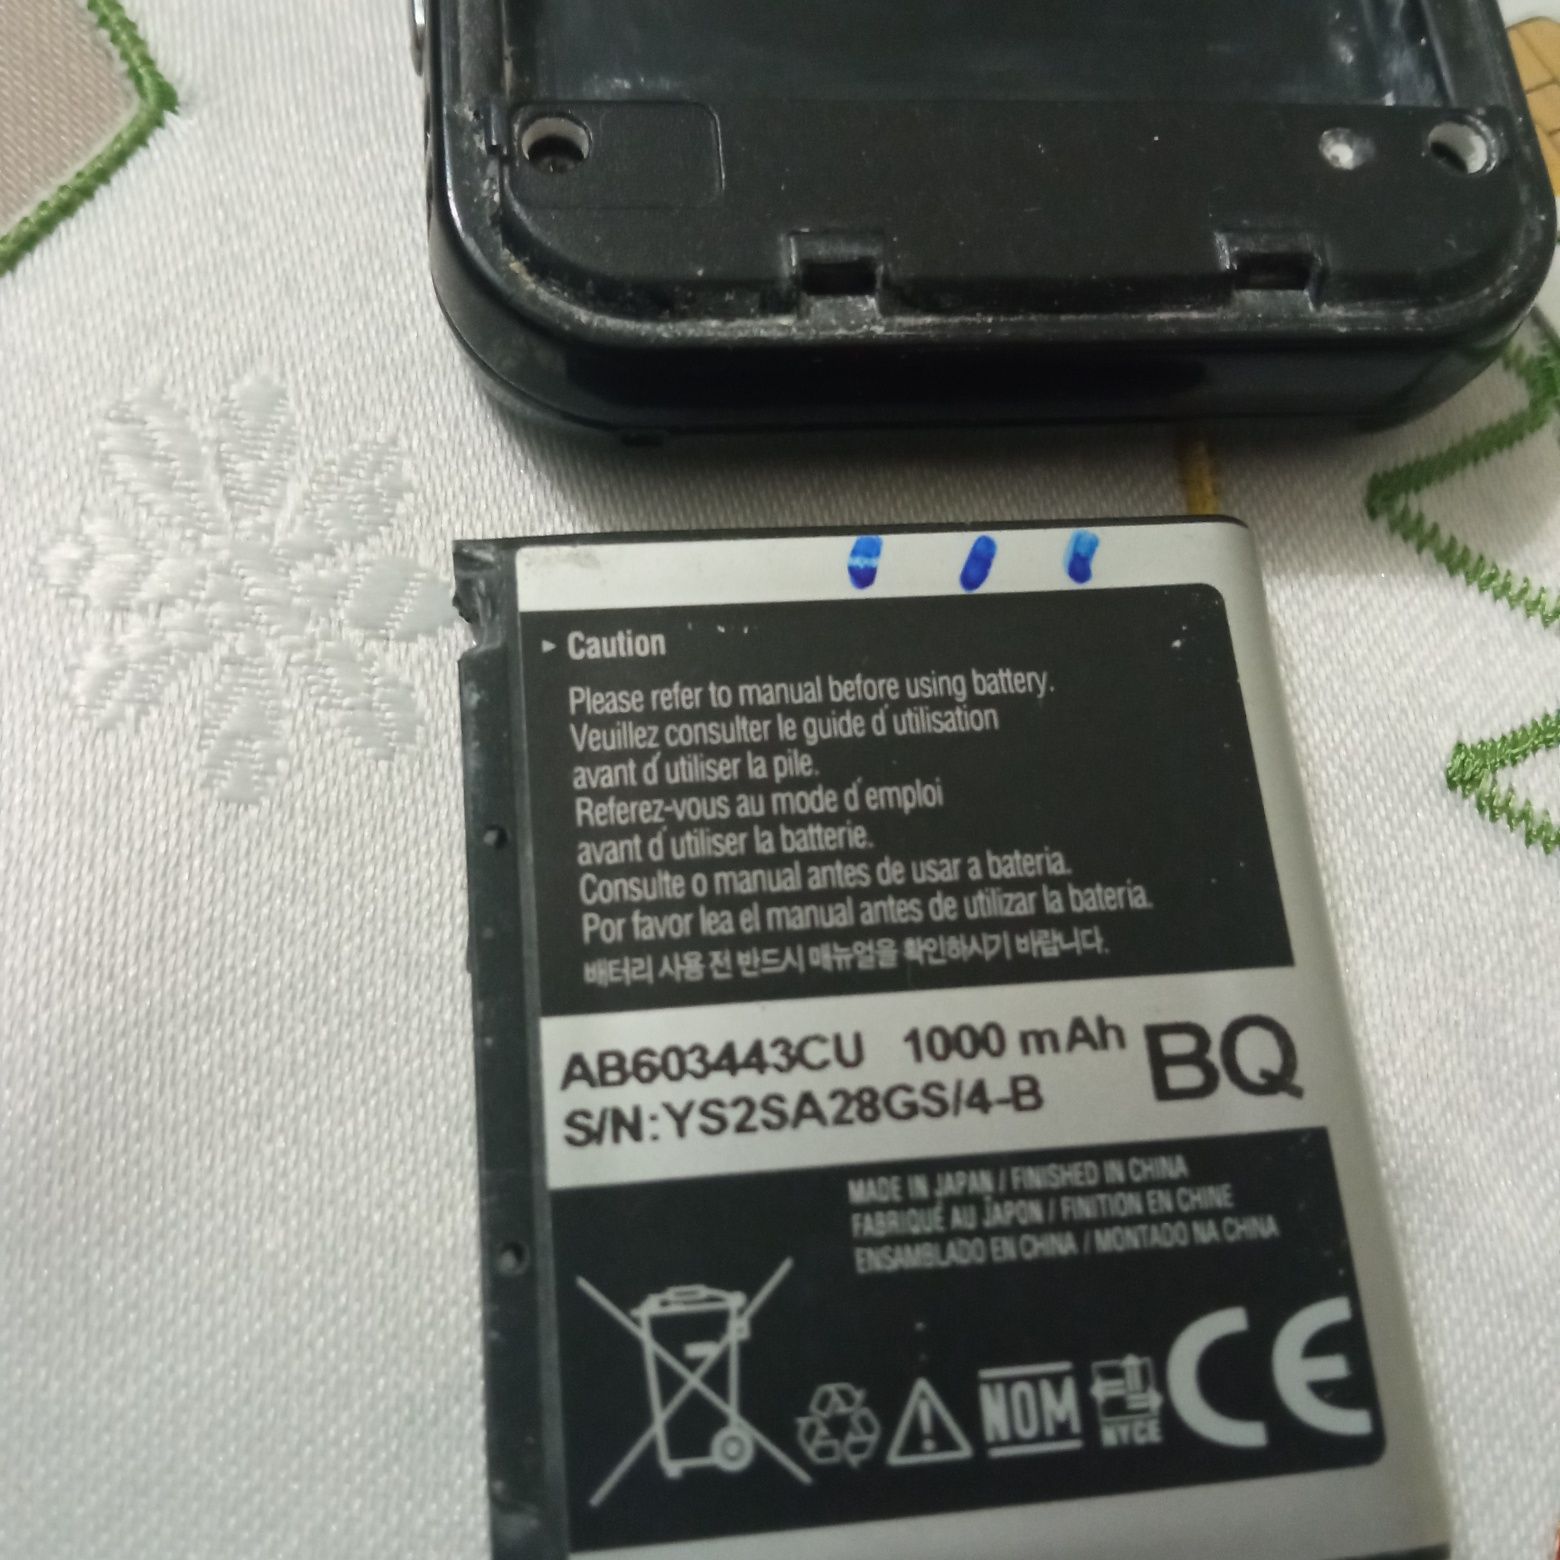 Caution
Please refer to manual before using battery.
Veuillez consulter le guide d'utilisation
avant d'utiliser la pile.
Referez-vous au mode d'emploi
avant d'utiliser la batterie.
Consulte o manual antes de usar a bateria.
Por favor lea el manual antes de utilizar la bateria.
배터리 사용 전 반드시 매뉴얼을 확인하시기 바랍니다.
AB603443CU 1000 mAh BQ
S/N:YS2SA28GS/4-B
MADE IN JAPAN / FINISHED IN CHINA
FABRIQUÉ AU JAPON / FINITION EN CHINE
ENSAMBLADO EN CHINA / MONTADO NA CHINA
NOM
NYCE
CE